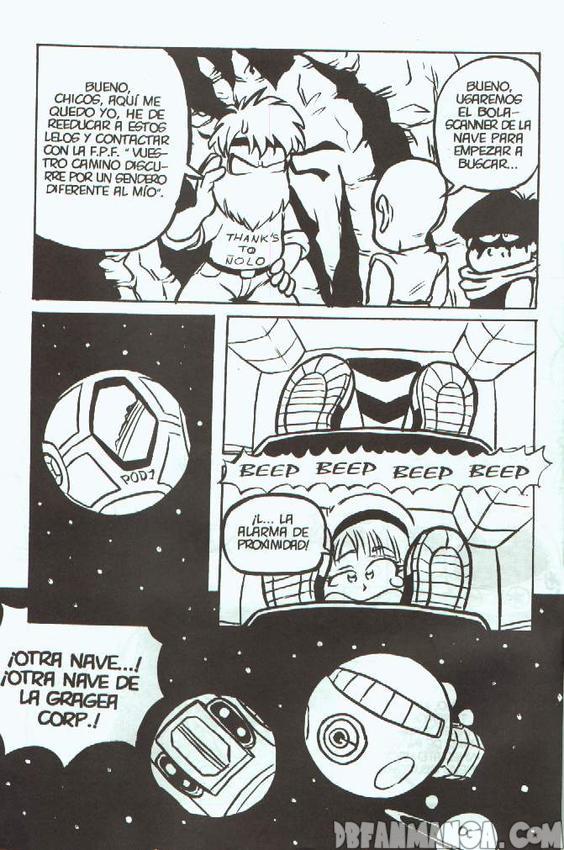 BUENO,
CHICOS, AQUÍ ME
QUEDO YO, HE DE
REEDUCAR A ESTOS
LELOS Y CONTACTAR
CON LA F.P.F. "VUES-
TRO CAMINO DISCU-
RRE POR UN SENDERO
DIFERENTE AL MÍO".
BUENO,
USAREMOS
EL BOLA-
SCANNER DE LA
NAVE PARA
EMPEZAR A
BUSCAR...
THANK'S
TO
ÑOLO
POD1
BEEP BEEP BEEP BEEP
¡L... LA
ALARMA DE
PROXIMIDAD!
¡OTRA NAVE...!
¡OTRA NAVE DE
LA GRAGEA
CORP.!
DBFANMANGA.COM